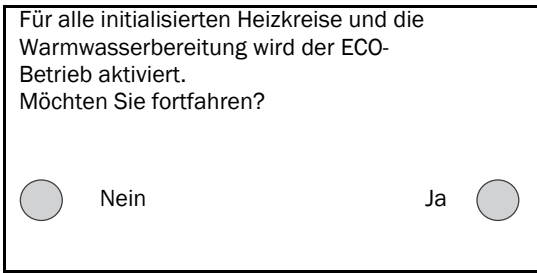 Für alle initialisierten Heizkreise und die
Warmwasserbereitung wird der ECO-
Betrieb aktiviert.
Möchten Sie fortfahren?
Nein Ja